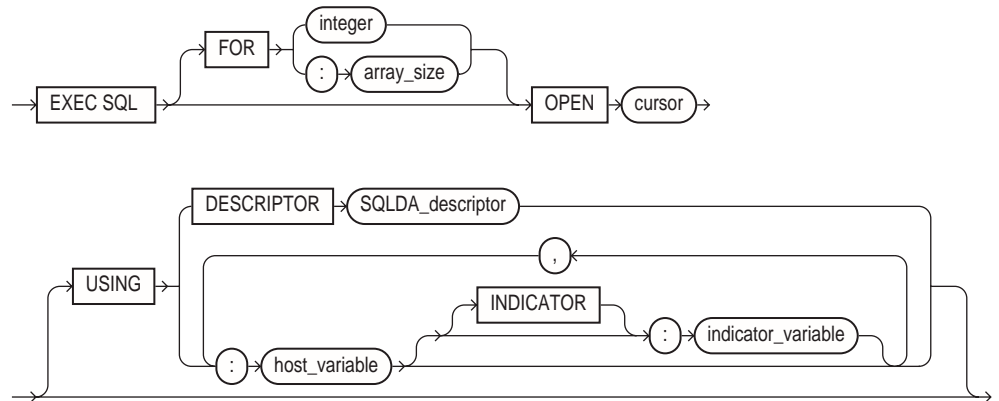 integer
FOR
: array_size
EXEC SQL OPEN cursor
DESCRIPTOR SQLDA_descriptor
,
USING
INDICATOR
: host_variable : indicator_variable